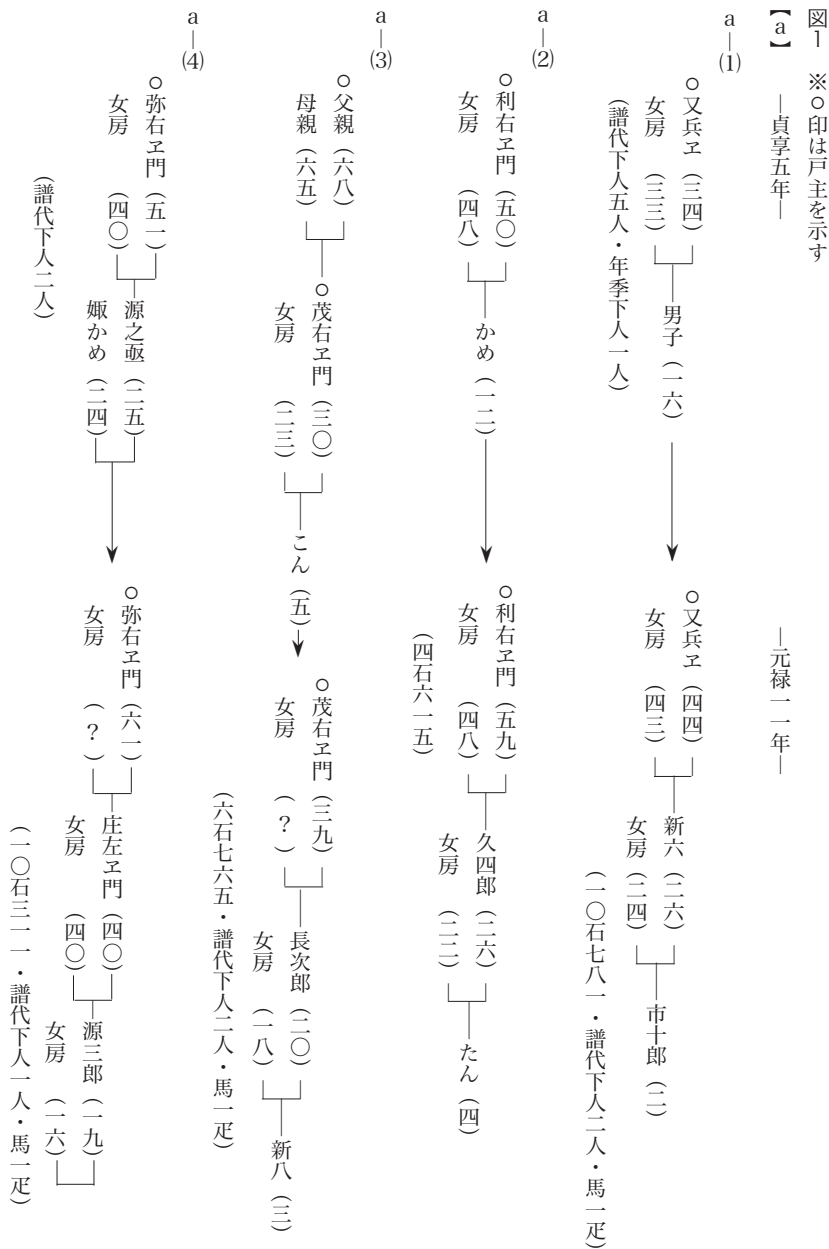 図1　※○印は戸主を示す
【a】　―貞享五年―　　―元禄一一年―
a―(1)
○又兵ヱ（三四）
女房（三三）
男子（一六）
（譜代下人五人・年季下人一人）
○又兵ヱ（四四）
女房（四三）
新六（二六）
女房（二四）
市十郎（二）
（一〇石七八一・譜代下人二人・馬一疋）
a―(2)
○利右ヱ門（五〇）
女房（四八）
かめ（一二）
○利右ヱ門（五九）
女房（四八）
久四郎（二六）
女房（二二）
たん（四）
（四石六一五）
a―(3)
○父親（六八）
母親（六五）
○茂右ヱ門（三〇）
女房（二三）
こん（五）
○茂右ヱ門（三九）
女房（？）
長次郎（二〇）
女房（一八）
新八（三）
（六石七六五・譜代下人二人・馬一疋）
a―(4)
○弥右ヱ門（五一）
女房（四〇）
源之亟（二五）
娵かめ（二四）
（譜代下人二人）
○弥右ヱ門（六一）
女房（？）
庄左ヱ門（四〇）
女房（四〇）
源三郎（一九）
女房（一六）
（一〇石三一一・譜代下人一人・馬一疋）